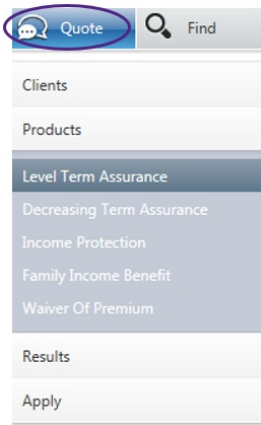 Quote Find
Clients
Products
Level Term Assurance
Decreasing Term Assurance
Income Protection
Family Income Benefit
Waiver Of Premium
Results
Apply